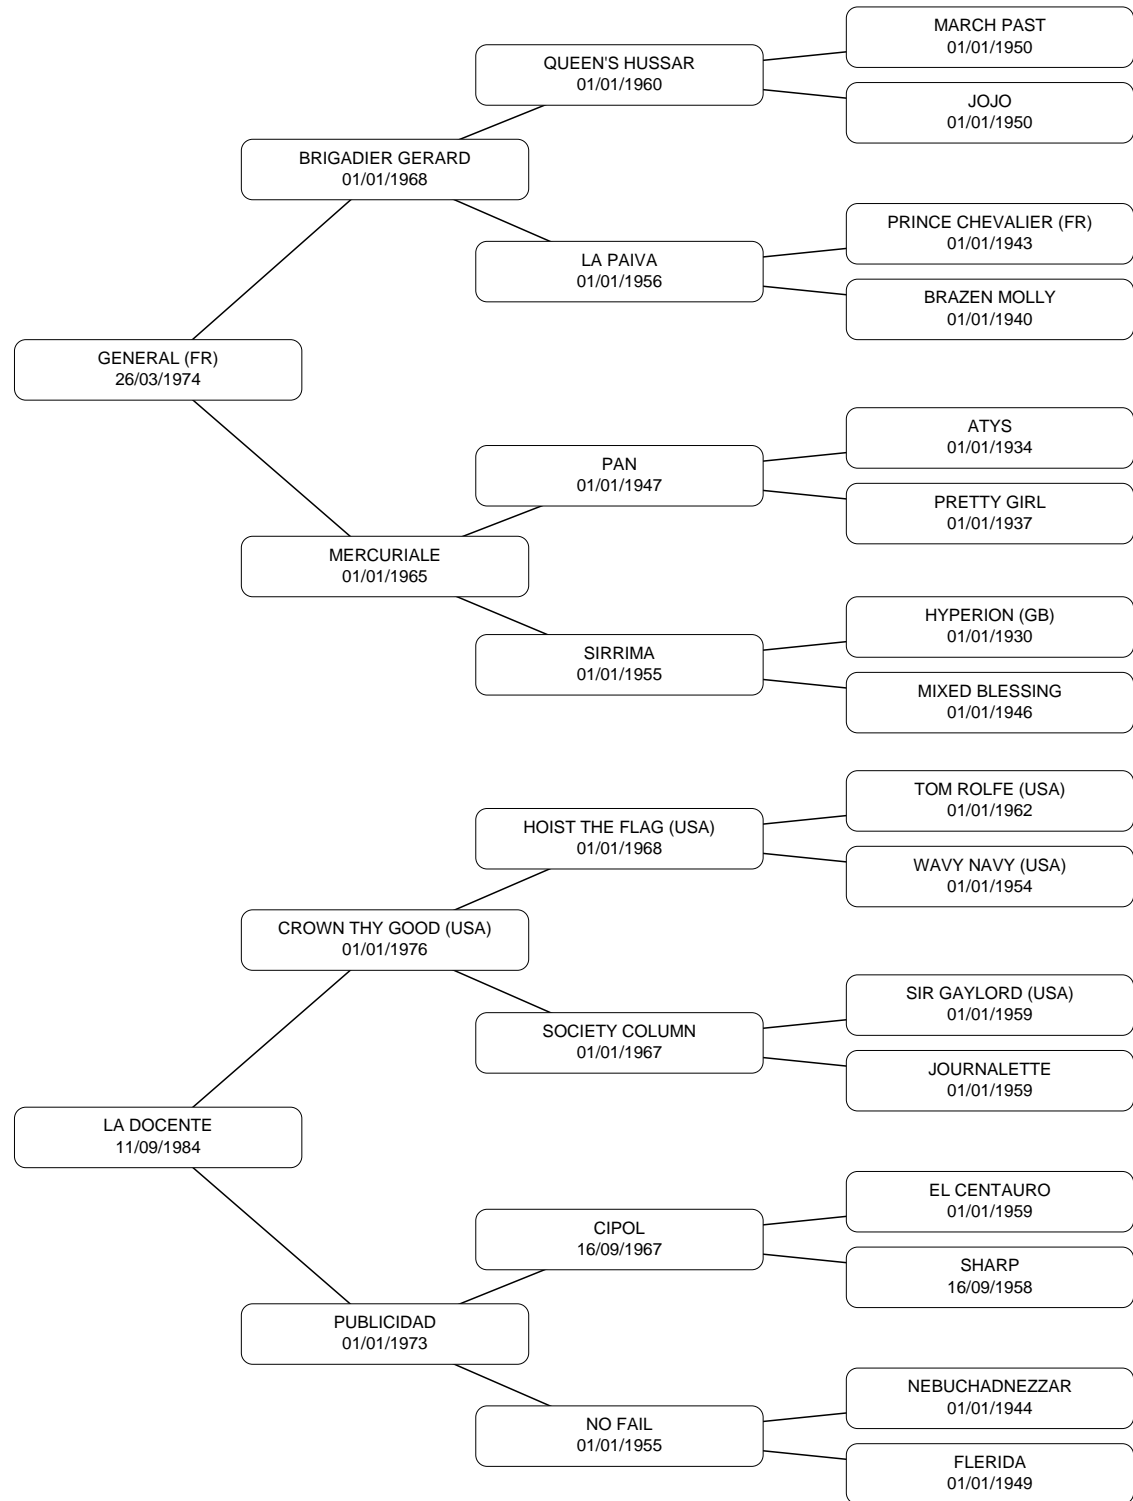 MARCH PAST
01/01/1950
QUEEN'S HUSSAR
01/01/1960
JOJO
01/01/1950
BRIGADIER GERARD
01/01/1968
PRINCE CHEVALIER (FR)
01/01/1943
LA PAIVA
01/01/1956
BRAZEN MOLLY
01/01/1940
GENERAL (FR)
26/03/1974
ATYS
01/01/1934
PAN
01/01/1947
PRETTY GIRL
01/01/1937
MERCURIALE
01/01/1965
HYPERION (GB)
01/01/1930
SIRRIMA
01/01/1955
MIXED BLESSING
01/01/1946
TOM ROLFE (USA)
01/01/1962
HOIST THE FLAG (USA)
01/01/1968
WAVY NAVY (USA)
01/01/1954
CROWN THY GOOD (USA)
01/01/1976
SIR GAYLORD (USA)
01/01/1959
SOCIETY COLUMN
01/01/1967
JOURNALETTE
01/01/1959
LA DOCENTE
11/09/1984
EL CENTAURO
01/01/1959
CIPOL
16/09/1967
SHARP
16/09/1958
PUBLICIDAD
01/01/1973
NEBUCHADNEZZAR
01/01/1944
NO FAIL
01/01/1955
FLERIDA
01/01/1949